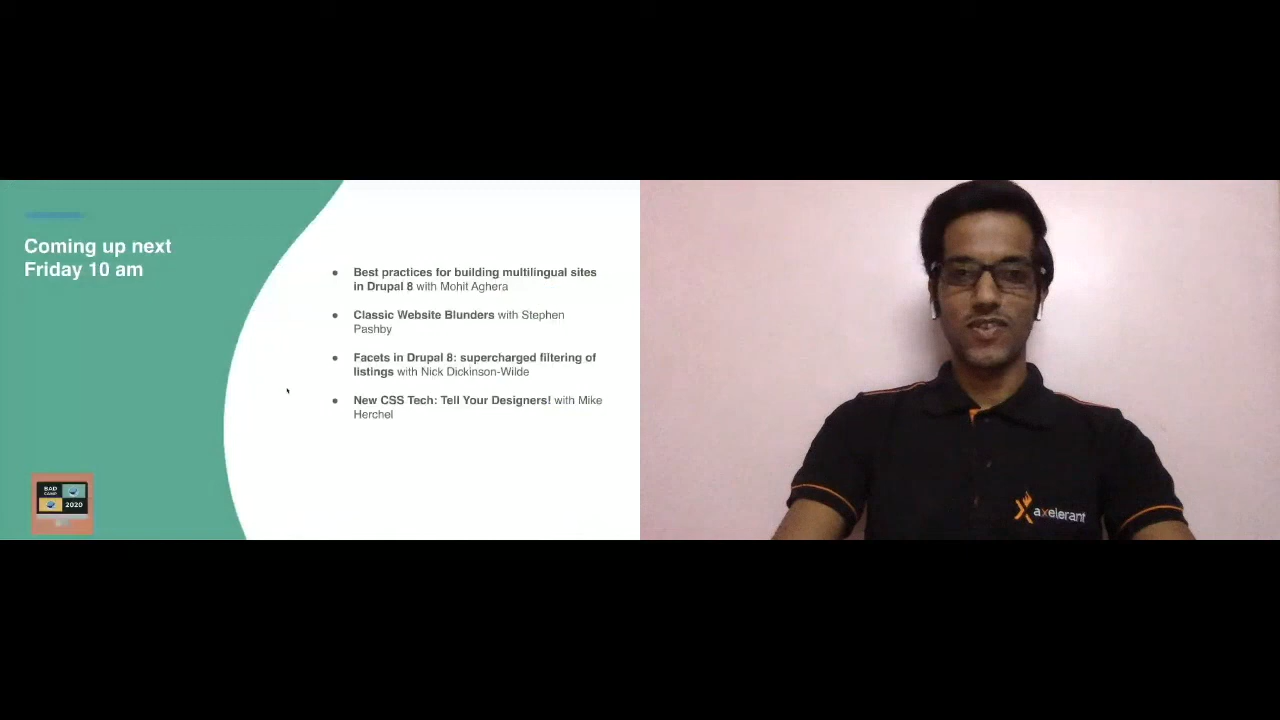 Coming up next
Friday 10 am
● Best practices for building multilingual sites
in Drupal 8 with Mohit Aghera
● Classic Website Blunders with Stephen
Pashby
● Facets in Drupal 8: supercharged filtering of
listings with Nick Dickinson-Wilde
● New CSS Tech: Tell Your Designers! with Mike
Herchel
BAD
CAMP
2020
axelerant